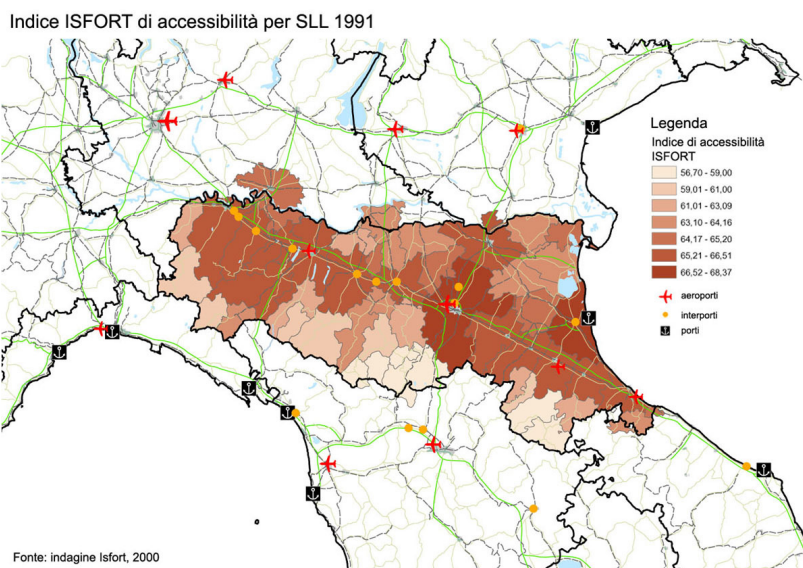 Indice ISFORT di accessibilità per SLL 1991
Legenda
Indice di accessibilità
ISFORT
56,70 - 59,00
59,01 - 61,00
61,01 - 63,09
63,10 - 64,16
64,17 - 65,20
65,21 - 66,51
66,52 - 68,37
aeroporti
interporti
porti
Fonte: indagine Isfort, 2000